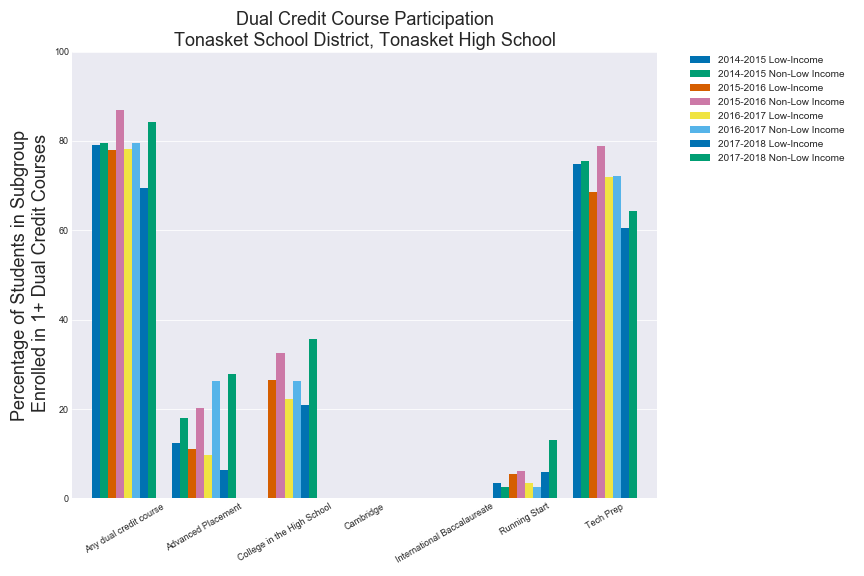 Dual Credit Course Participation
Tonasket School District, Tonasket High School
Percentage of Students in Subgroup
Enrolled in 1+ Dual Credit Courses
100
80
60
40
20
0
Any dual credit course
Advanced Placement
College in the High School
Cambridge
International Baccalaureate
Running Start
Tech Prep
2014-2015 Low-Income
2014-2015 Non-Low Income
2015-2016 Low-Income
2015-2016 Non-Low Income
2016-2017 Low-Income
2016-2017 Non-Low Income
2017-2018 Low-Income
2017-2018 Non-Low Income